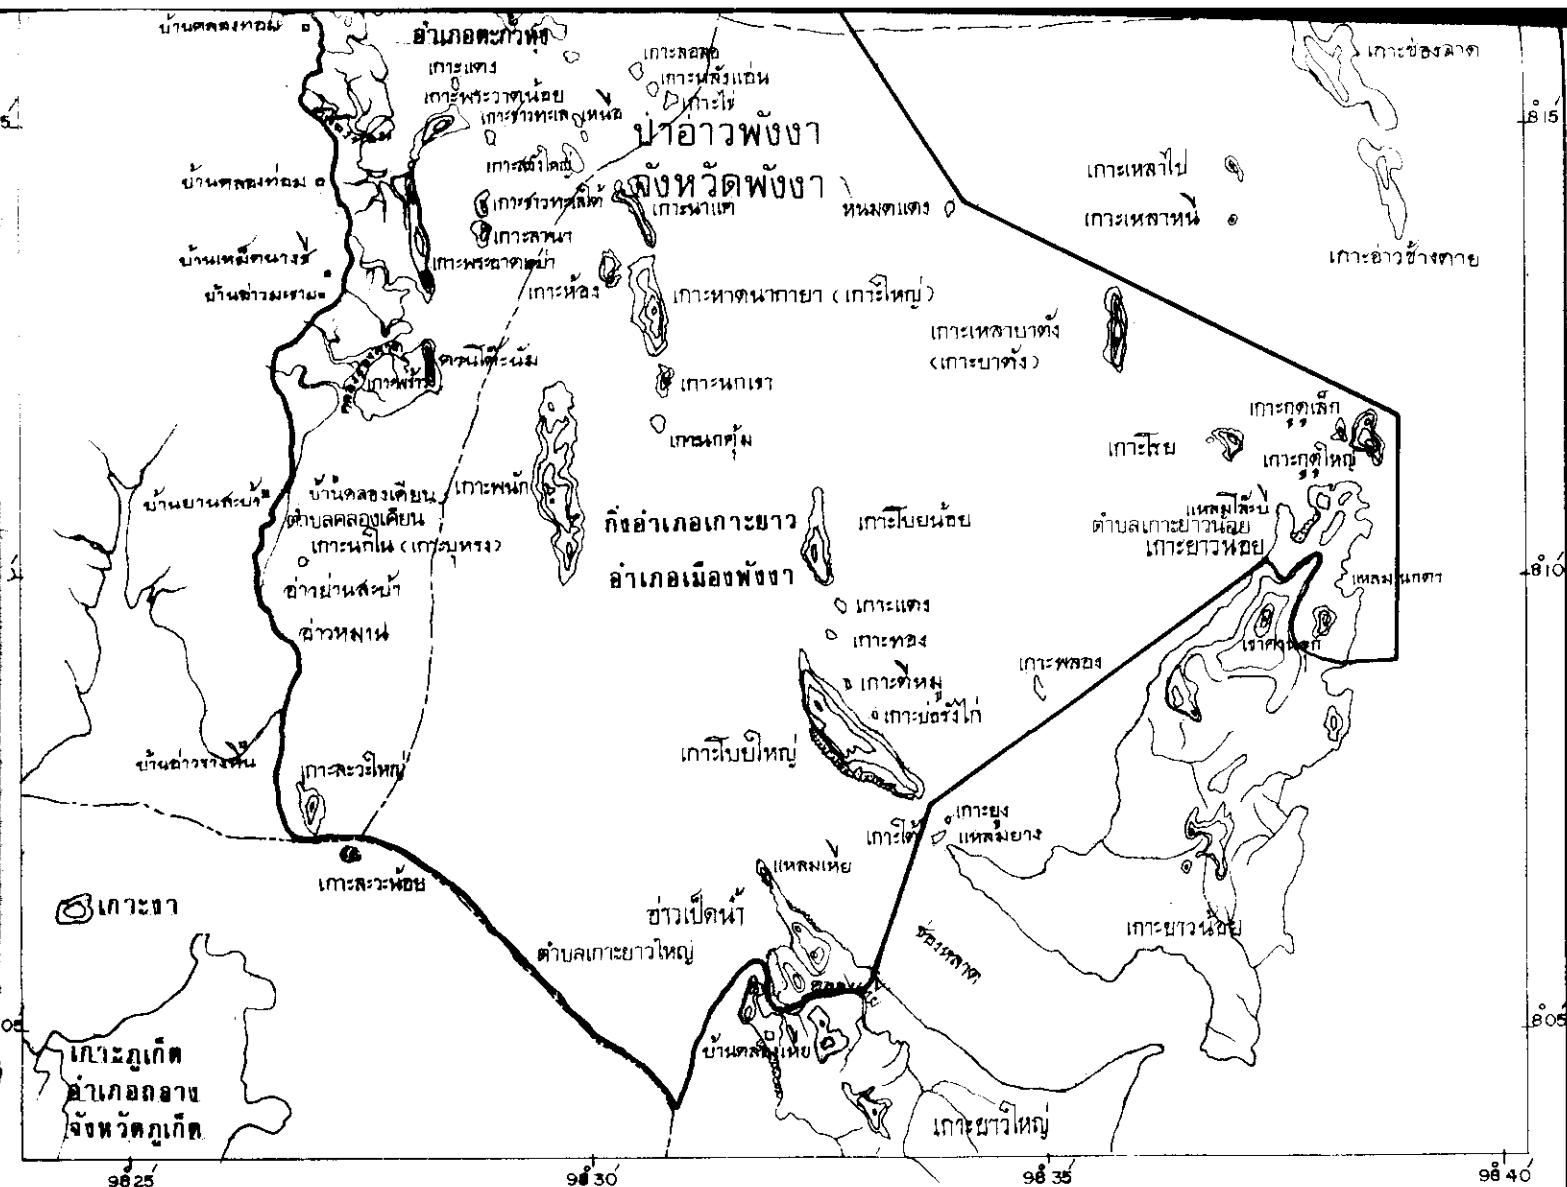 บ้านคลองท่อม
อำเภอตะกั่วทุ่ง
เกาะแดง
เกาะพระวาดน้อย
เกาะหลังแอ่น
เกาะไข่
เกาะช่องลาด
ป่าอ่าวพังงา
จังหวัดพังงา
8°15′
บ้านคลองท่อม
เกาะเหลาไป
เกาะลานา
เกาะนาแค
หินมดแดง
เกาะเหลาหนี
เกาะอ่าวช้างตาย
บ้านเหม็ดนางชี
เกาะห้อง
เกาะหาดนากายา (เกาะใหญ่)
เกาะเหลาบาตัง
(เกาะบาตัง)
เกาะนกเขา
เกาะนกคุ้ม
เกาะโรย
เกาะกูดูเล็ก
เกาะกูดูใหญ่
บ้านยานสะบ้า
บ้านคลองเคียน
ตำบลคลองเคียน
เกาะพนัก
เกาะโบยน้อย
แหลมโล๊ะบี
ตำบลเกาะยาวน้อย
เกาะยาวน้อย
กิ่งอำเภอเกาะยาว
อำเภอเมืองพังงา
8°10′
อ่าวย่านสะบ้า
อ่าวหมาน
เกาะแดง
เกาะทอง
เกาะพลอง
เกาะโบยใหญ่
เกาะละวะใหญ่
เกาะละวะน้อย
เกาะยุง
แหลมยาง
แหลมเหีย
เกาะงา
อ่าวเป็ดน้ำ
ตำบลเกาะยาวใหญ่
ช่องหลาด
เกาะยาวน้อย
8°05′
บ้านคลองเหีย
เกาะภูเก็ต
อำเภอถลาง
จังหวัดภูเก็ต
เกาะยาวใหญ่
98°25′
98°30′
98°35′
98°40′